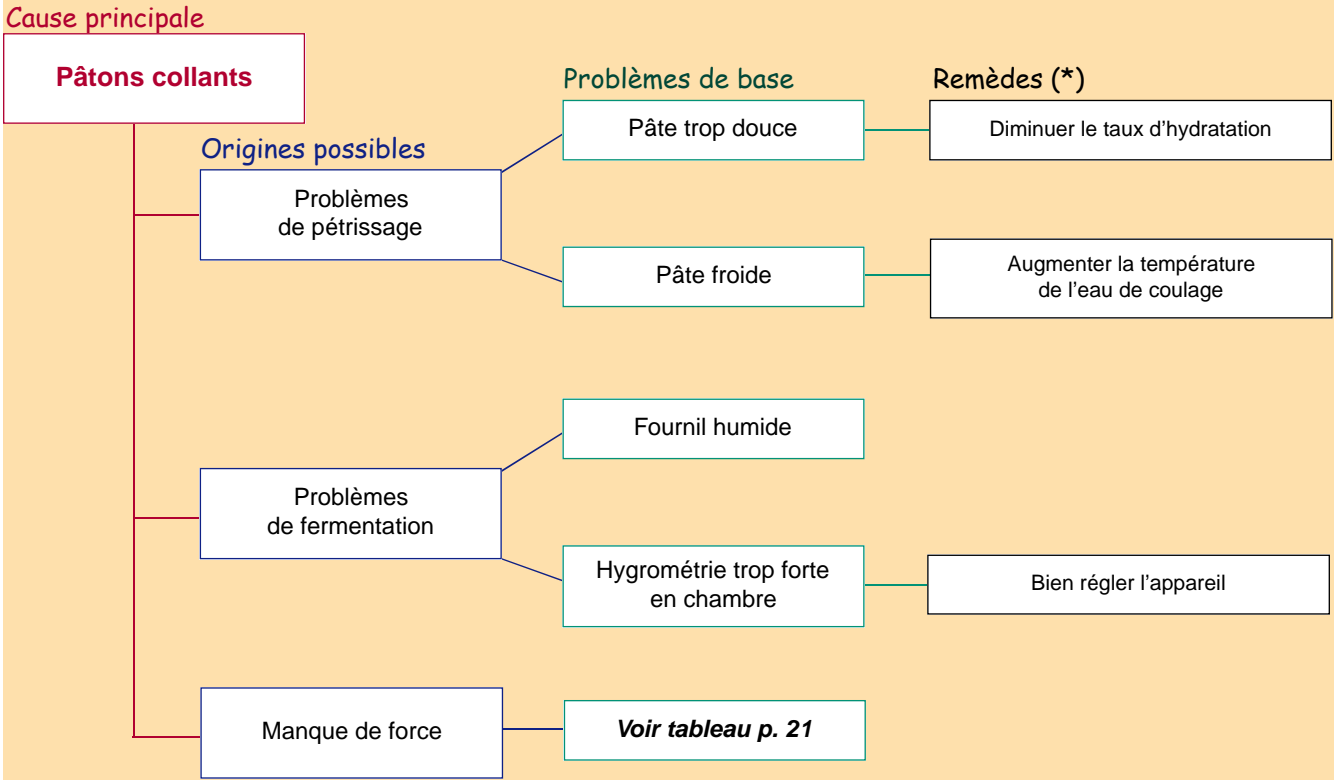 Cause principale
Pâtons collants
Problèmes de base
Remèdes (*)
Pâte trop douce
Diminuer le taux d’hydratation
Origines possibles
Problèmes
de pétrissage
Pâte froide
Augmenter la température
de l’eau de coulage
Fournil humide
Problèmes
de fermentation
Hygrométrie trop forte
en chambre
Bien régler l’appareil
Manque de force
Voir tableau p. 21